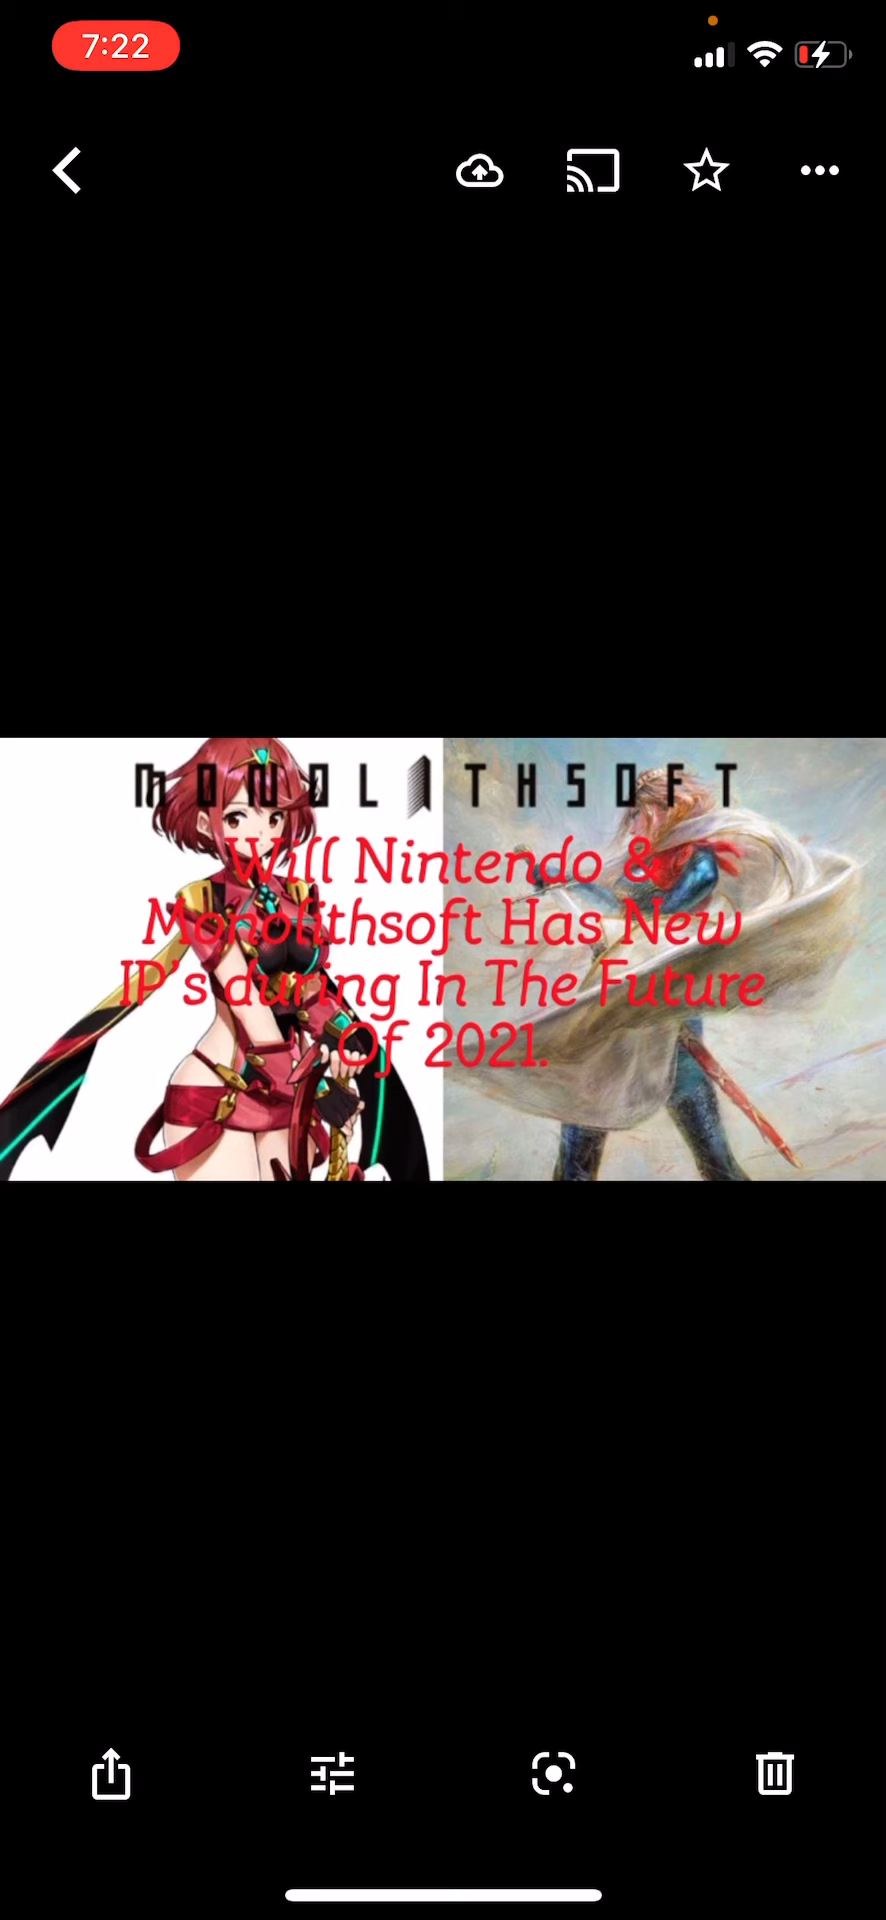 7:22
MONOLITHSOFT
Will Nintendo &
Monolithsoft Has New
IP's during In The Future
Of 2021.